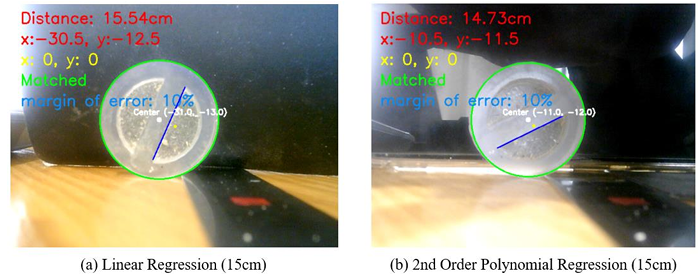 Distance: 15.54cm
x:-30.5, y:-12.5
x: 0, y: 0
Matched
margin of error: 10%
Center (-31.0, -13.0)
(a) Linear Regression (15cm)
Distance: 14.73cm
x:-10.5, y:-11.5
x: 0, y: 0
Matched
margin of error: 10%
Center (-11.0, -12.0)
(b) 2nd Order Polynomial Regression (15cm)